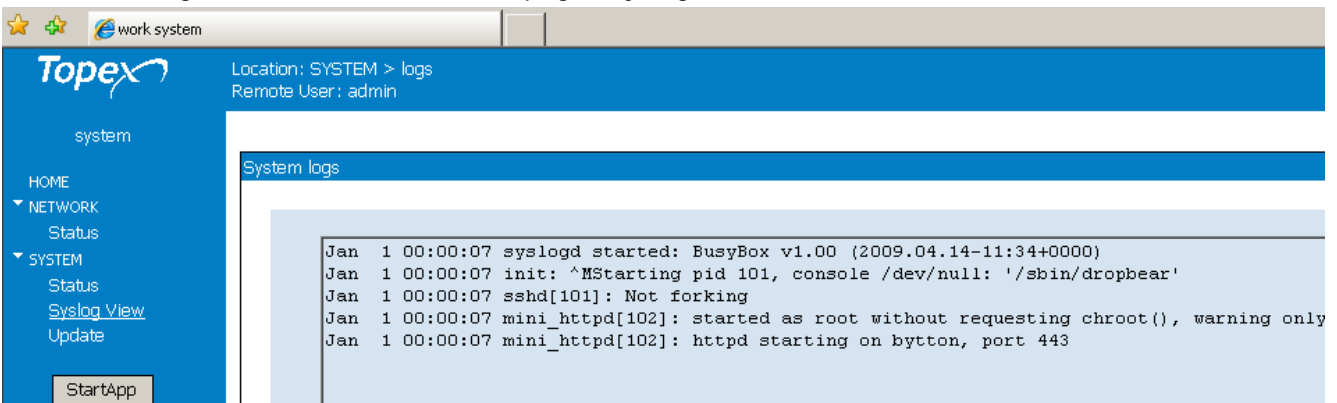 work system
Topex
Location: SYSTEM > logs
Remote User: admin
system
HOME
NETWORK
Status
SYSTEM
Status
Syslog View
Update
StartApp
System logs
Jan  1 00:00:07 syslogd started: BusyBox v1.00 (2009.04.14-11:34+0000)
Jan  1 00:00:07 init: ^MStarting pid 101, console /dev/null: '/sbin/dropbear'
Jan  1 00:00:07 sshd[101]: Not forking
Jan  1 00:00:07 mini_httpd[102]: started as root without requesting chroot(), warning only
Jan  1 00:00:07 mini_httpd[102]: httpd starting on bytton, port 443